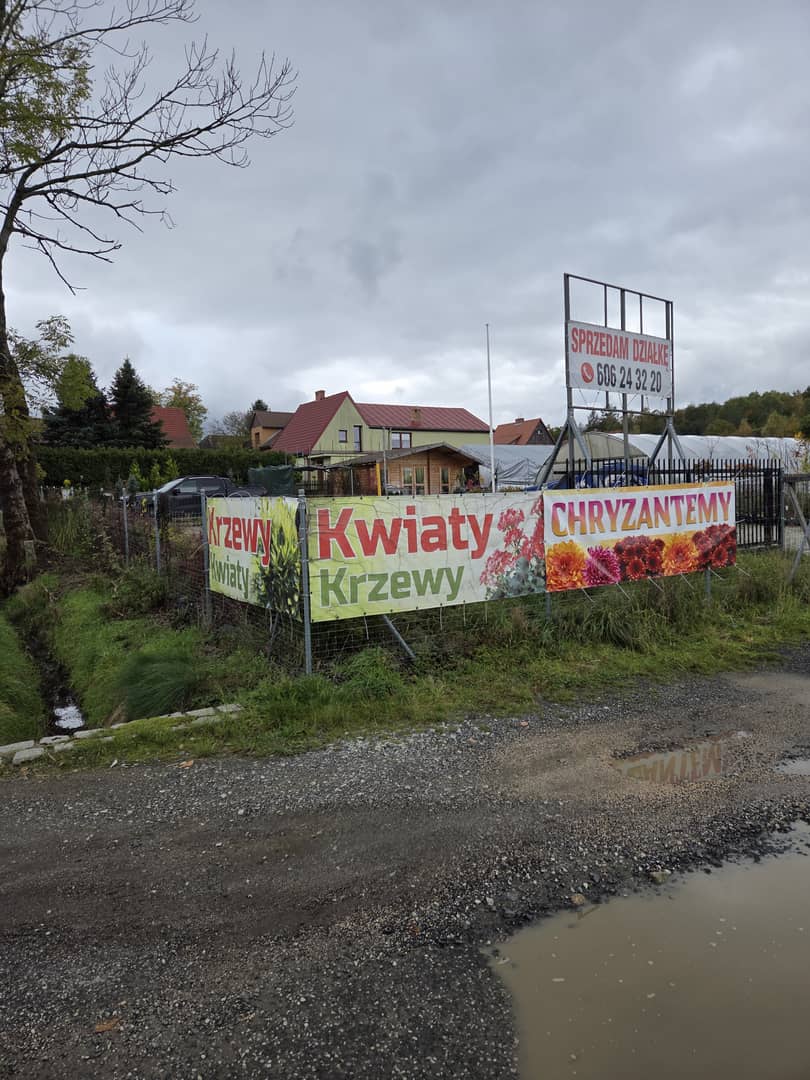 SPRZEDAM DZIAŁKĘ
606 24 32 20
Krzewy
Kwiaty
Kwiaty
Krzewy
CHRYZANTEMY